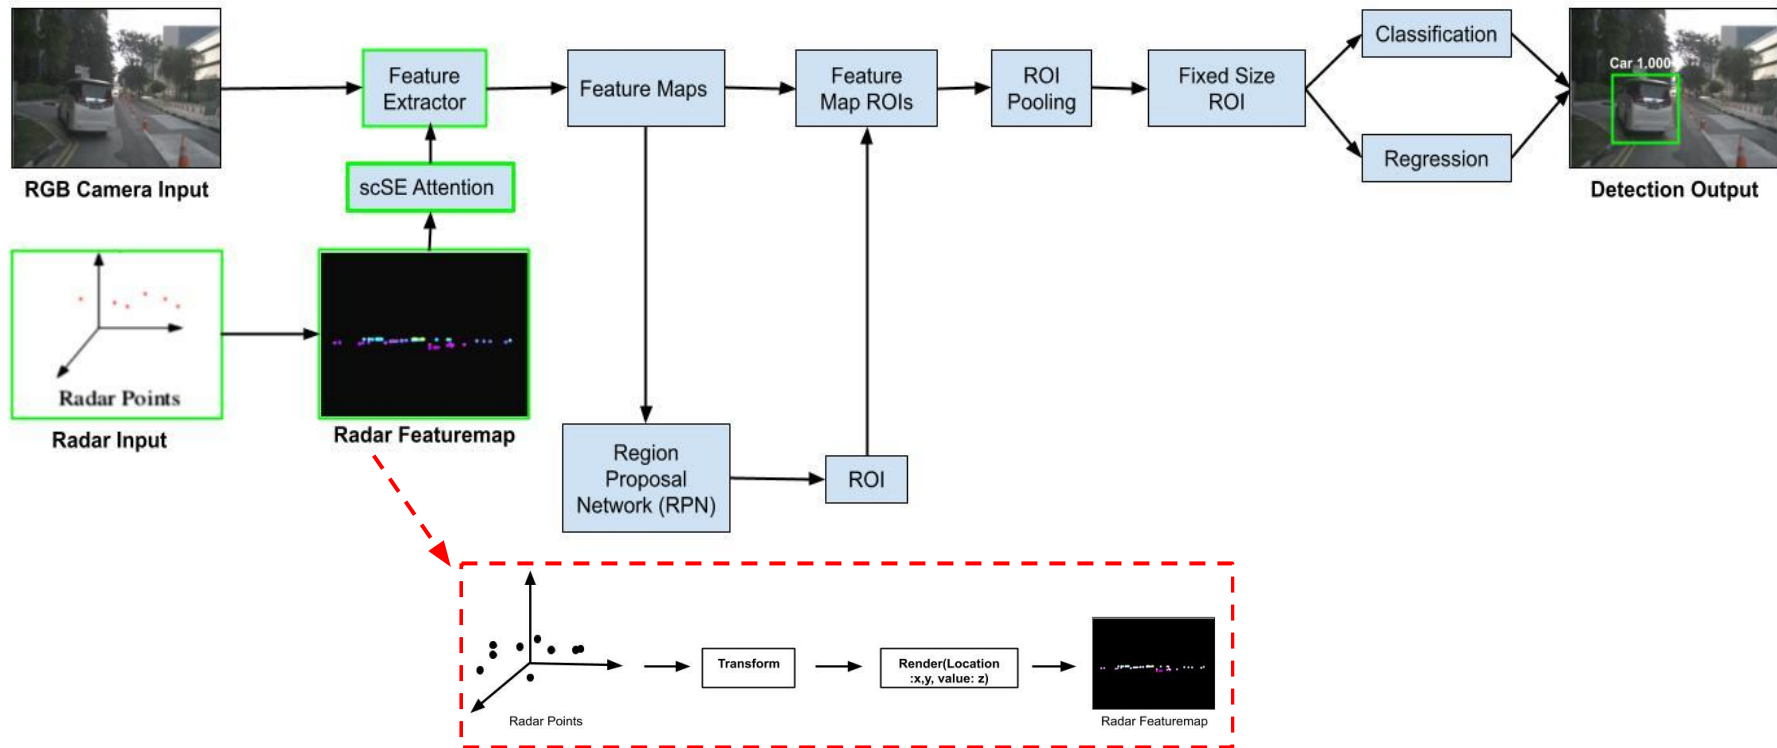 Feature
Extractor
Feature Maps
Feature
Map ROIs
ROI
Pooling
Fixed Size
ROI
Classification
Regression
Car 1.000
RGB Camera Input
scSE Attention
Detection Output
Radar Points
Radar Input
Radar Featuremap
Region
Proposal
Network (RPN)
ROI
Transform
Render(Location
:x,y, value: z)
Radar Points
Radar Featuremap